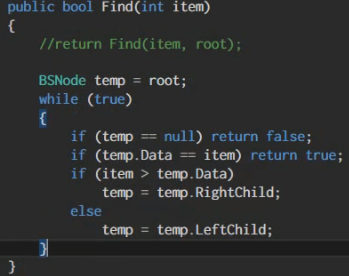 public bool Find(int item)
{
//return Find(item, root);
BSNode temp = root;
while (true)
{
if (temp == null) return false;
if (temp.Data == item) return true;
if (item > temp.Data)
temp = temp.RightChild;
else
temp = temp.LeftChild;
}
}